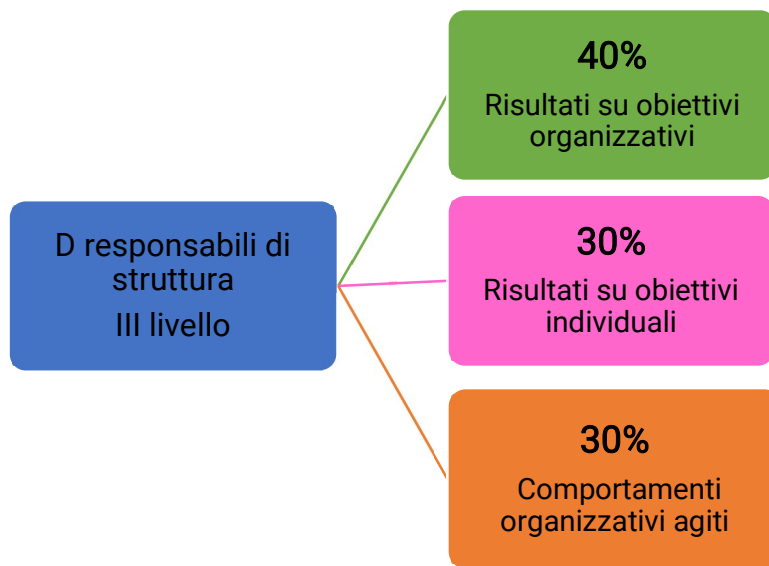 D responsabili di
struttura
III livello
40%
Risultati su obiettivi
organizzativi
30%
Risultati su obiettivi
individuali
30%
Comportamenti
organizzativi agiti